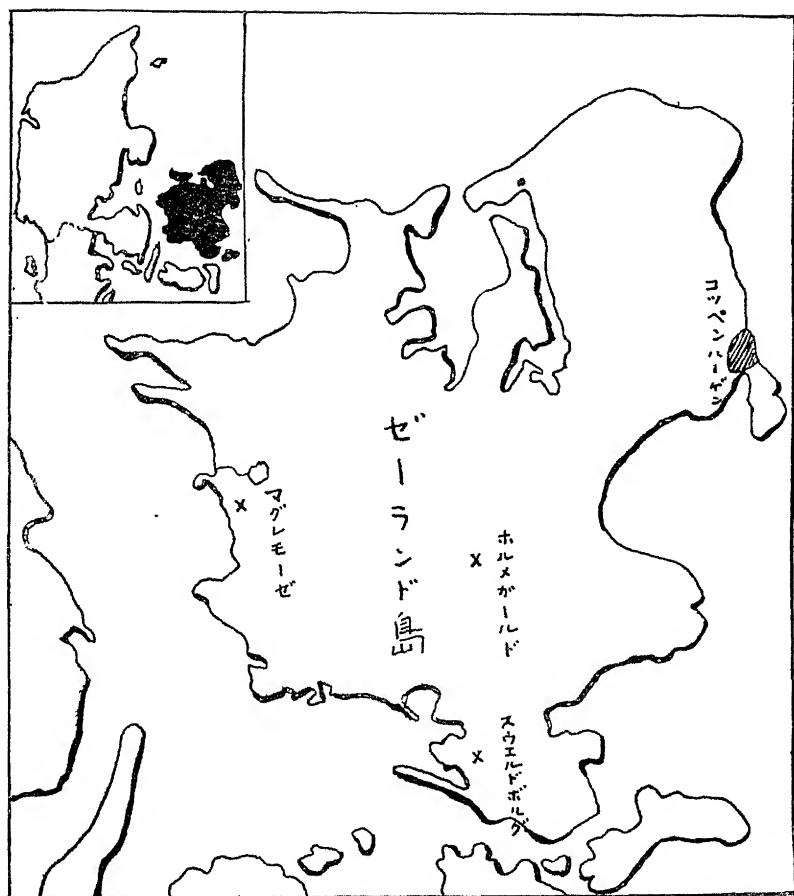 コッペンハーゲン
ホルメガールド
スウエルドボルグ
ゼーランド島
マグレモーゼ